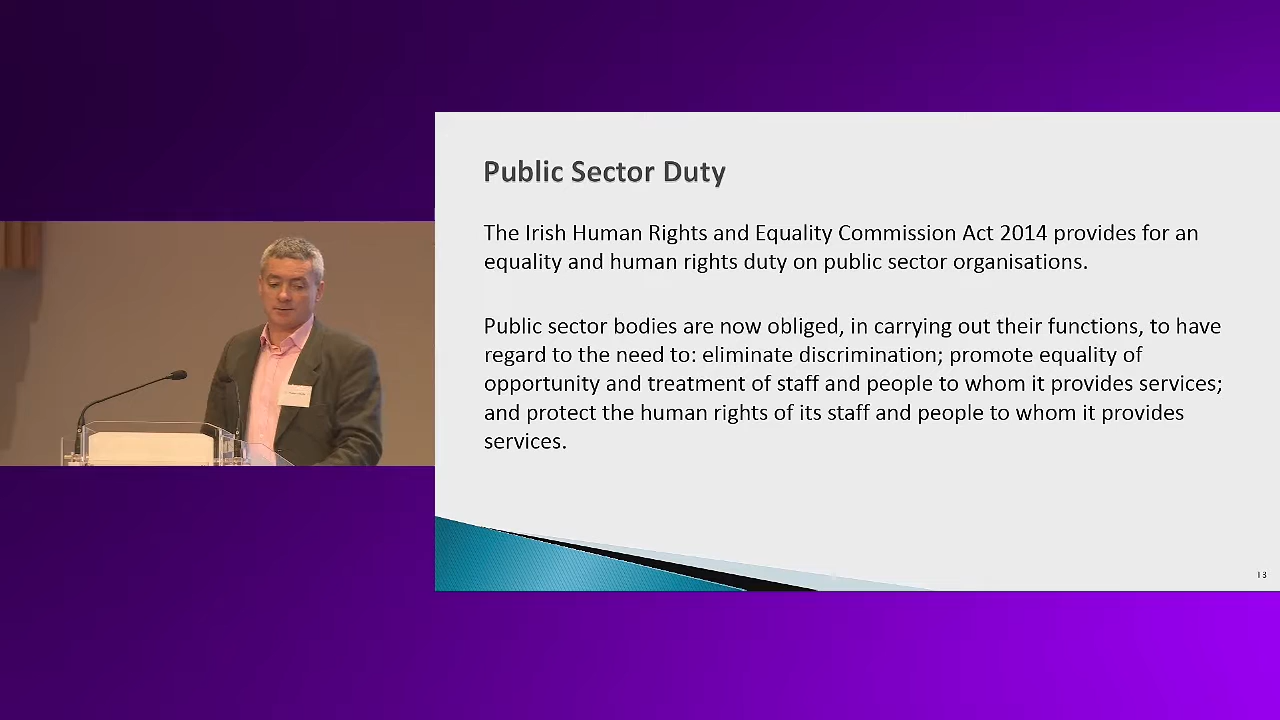 Public Sector Duty
The Irish Human Rights and Equality Commission Act 2014 provides for an
equality and human rights duty on public sector organisations.
Public sector bodies are now obliged, in carrying out their functions, to have
regard to the need to: eliminate discrimination; promote equality of
opportunity and treatment of staff and people to whom it provides services;
and protect the human rights of its staff and people to whom it provides
services.
13